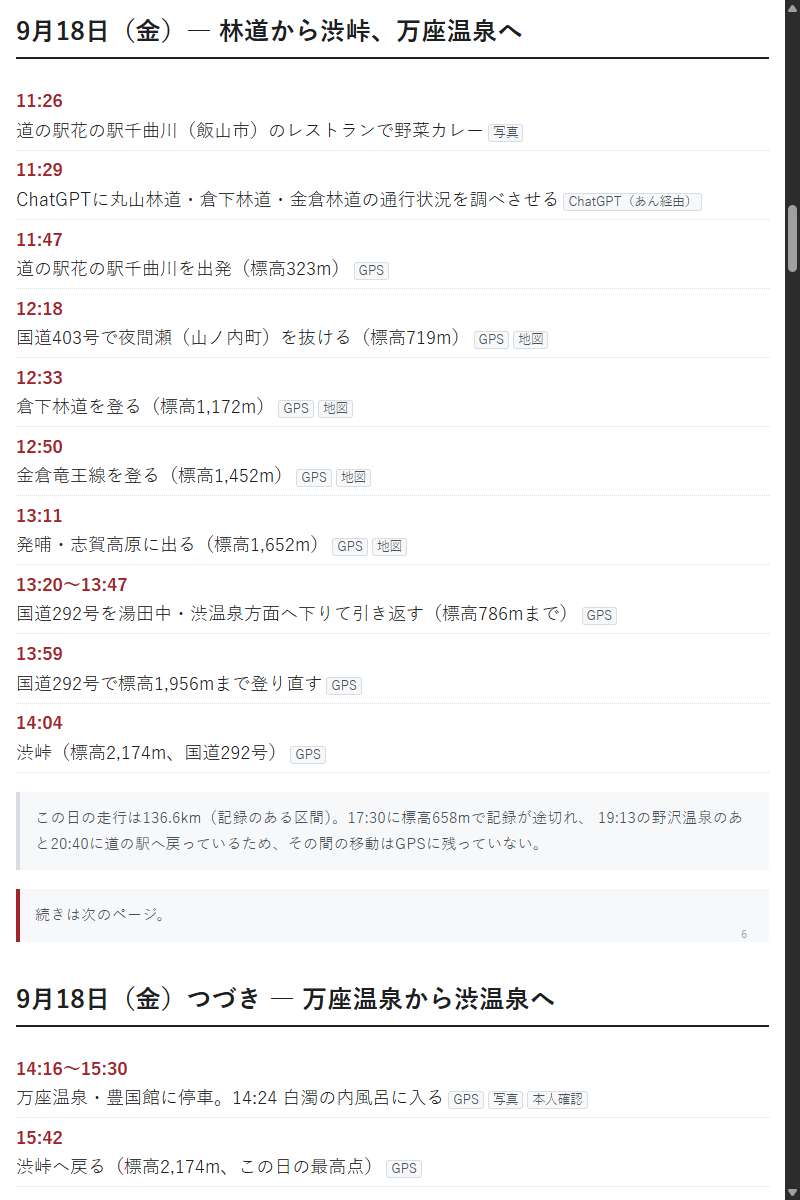 9月18日（金）— 林道から渋峠、万座温泉へ
11:26
道の駅花の駅千曲川（飯山市）のレストランで野菜カレー 写真
11:29
ChatGPTに丸山林道・倉下林道・金倉林道の通行状況を調べさせる ChatGPT（あん経由）
11:47
道の駅花の駅千曲川を出発（標高323m） GPS
12:18
国道403号で夜間瀬（山ノ内町）を抜ける（標高719m） GPS 地図
12:33
倉下林道を登る（標高1,172m） GPS 地図
12:50
金倉竜王線を登る（標高1,452m） GPS 地図
13:11
発哺・志賀高原に出る（標高1,652m） GPS 地図
13:20〜13:47
国道292号を湯田中・渋温泉方面へ下りて引き返す（標高786mまで） GPS
13:59
国道292号で標高1,956mまで登り直す GPS
14:04
渋峠（標高2,174m、国道292号） GPS
この日の走行は136.6km（記録のある区間）。17:30に標高658mで記録が途切れ、 19:13の野沢温泉のあ
と20:40に道の駅へ戻っているため、その間の移動はGPSに残っていない。
続きは次のページ。
6
9月18日（金）つづき — 万座温泉から渋温泉へ
14:16〜15:30
万座温泉・豊国館に停車。14:24 白濁の内風呂に入る GPS 写真 本人確認
15:42
渋峠へ戻る（標高2,174m、この日の最高点） GPS